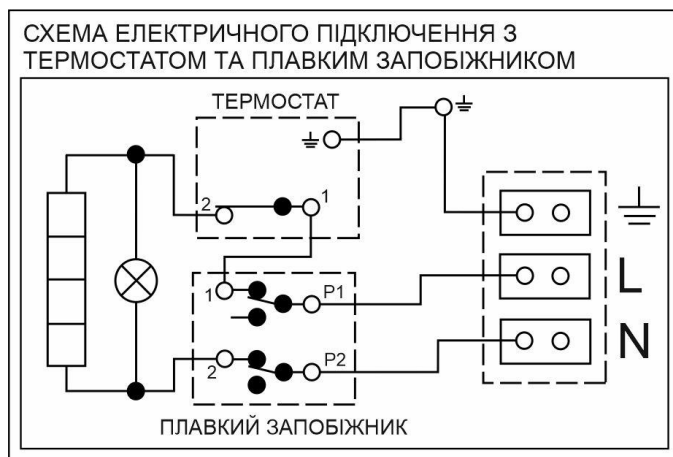 СХЕМА ЕЛЕКТРИЧНОГО ПІДКЛЮЧЕННЯ З
ТЕРМОСТАТОМ ТА ПЛАВКИМ ЗАПОБІЖНИКОМ
ТЕРМОСТАТ
2 1
1 P1 L
2 P2 N
ПЛАВКИЙ ЗАПОБІЖНИК